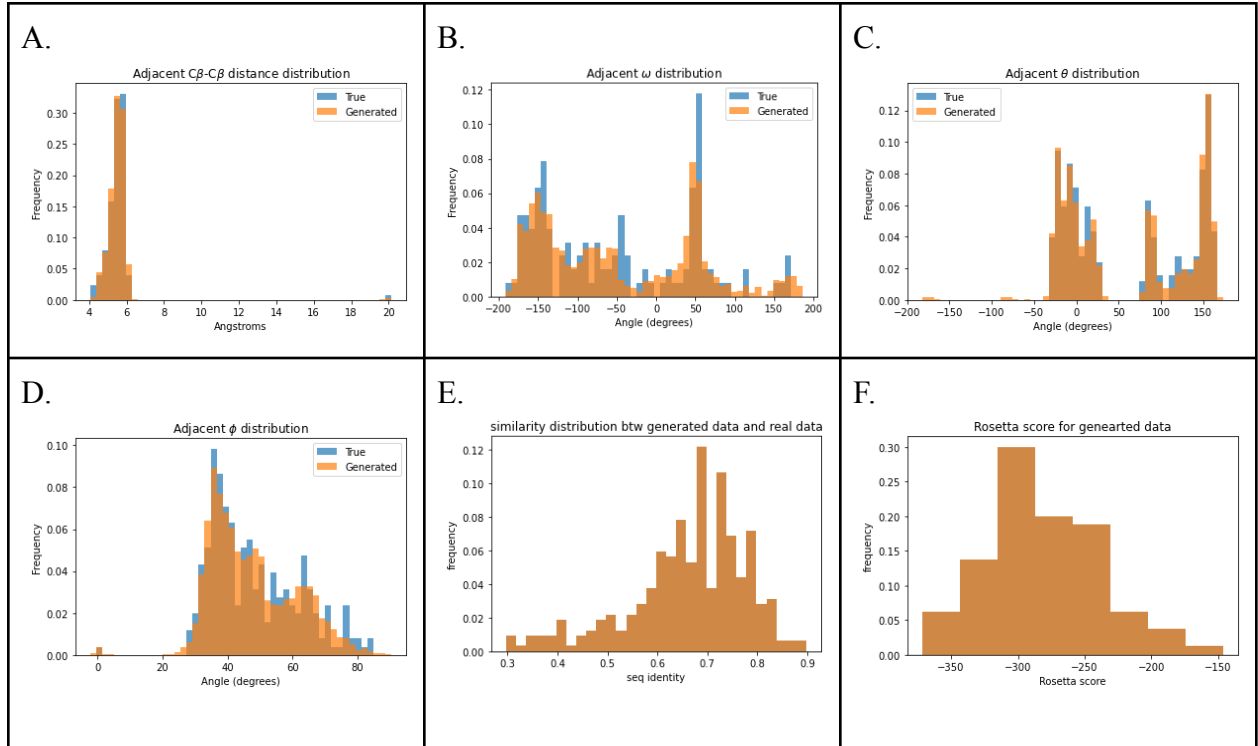 A.
Adjacent Cβ-Cβ distance distribution
True
Generated
0.30
0.25
0.20
0.15
0.10
0.05
0.00
Frequency
4 6 8 10 12 14 16 18 20
Angstroms
B.
Adjacent ω distribution
True
Generated
0.12
0.10
0.08
0.06
0.04
0.02
0.00
Frequency
−200 −150 −100 −50 0 50 100 150 200
Angle (degrees)
C.
Adjacent θ distribution
True
Generated
0.12
0.10
0.08
0.06
0.04
0.02
0.00
Frequency
−200 −150 −100 −50 0 50 100 150
Angle (degrees)
D.
Adjacent ϕ distribution
True
Generated
0.10
0.08
0.06
0.04
0.02
0.00
Frequency
0 20 40 60 80
Angle (degrees)
E.
similarity distribution btw generated data and real data
0.12
0.10
0.08
0.06
0.04
0.02
0.00
frequency
0.3 0.4 0.5 0.6 0.7 0.8 0.9
seq identity
F.
Rosetta score for genearted data
0.30
0.25
0.20
0.15
0.10
0.05
0.00
frequency
−350 −300 −250 −200 −150
Rosetta score